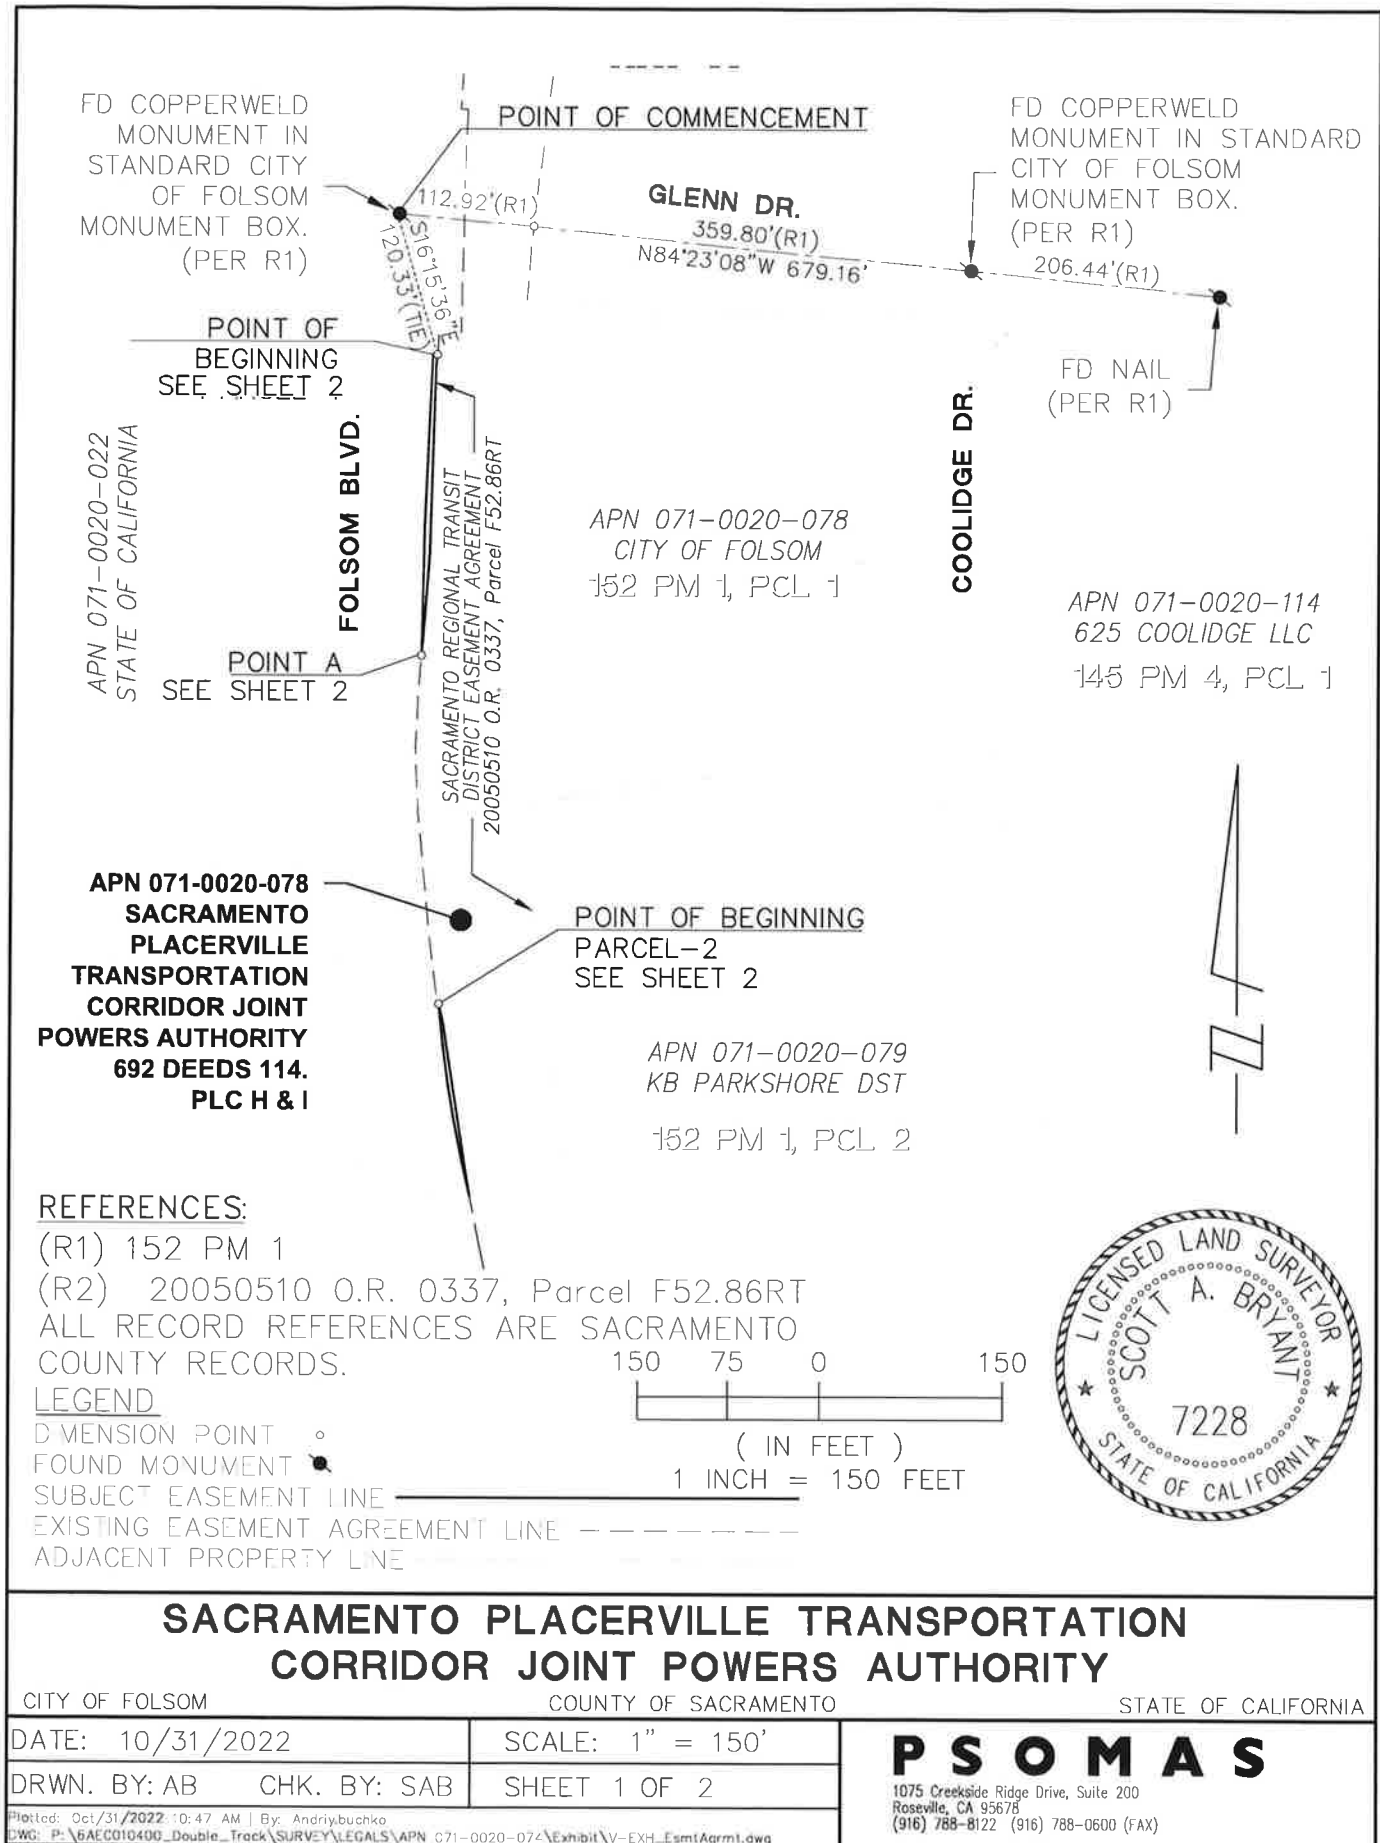 FD COPPERWELD
MONUMENT IN
STANDARD CITY
OF FOLSOM
MONUMENT BOX.
(PER R1)
POINT OF COMMENCEMENT
FD COPPERWELD
MONUMENT IN STANDARD
CITY OF FOLSOM
MONUMENT BOX.
(PER R1)
112.92'(R1)
GLENN DR.
359.80'(R1)
N84°23'08"W 679.16'
206.44'(R1)
S16°15'36"E
120.33'(TIE)
FD NAIL
(PER R1)
POINT OF
BEGINNING
SEE SHEET 2
APN 071-0020-022
STATE OF CALIFORNIA
FOLSOM BLVD.
SACRAMENTO REGIONAL TRANSIT
DISTRICT EASEMENT AGREEMENT
20050510 O.R. 0337, Parcel F52.86RT
APN 071-0020-078
CITY OF FOLSOM
152 PM 1, PCL 1
COOLIDGE DR.
APN 071-0020-114
625 COOLIDGE LLC
145 PM 4, PCL 1
POINT A
SEE SHEET 2
APN 071-0020-078
SACRAMENTO
PLACERVILLE
TRANSPORTATION
CORRIDOR JOINT
POWERS AUTHORITY
692 DEEDS 114.
PLC H & I
POINT OF BEGINNING
PARCEL-2
SEE SHEET 2
APN 071-0020-079
KB PARKSHORE DST
152 PM 1, PCL 2
N
REFERENCES:
(R1) 152 PM 1
(R2) 20050510 O.R. 0337, Parcel F52.86RT
ALL RECORD REFERENCES ARE SACRAMENTO
COUNTY RECORDS.
LEGEND
DIMENSION POINT
FOUND MONUMENT
SUBJECT EASEMENT LINE
EXISTING EASEMENT AGREEMENT LINE
ADJACENT PROPERTY LINE
150 75 0 150
( IN FEET )
1 INCH = 150 FEET
LICENSED LAND SURVEYOR
SCOTT A. BRYANT
7228
STATE OF CALIFORNIA
SACRAMENTO PLACERVILLE TRANSPORTATION
CORRIDOR JOINT POWERS AUTHORITY
CITY OF FOLSOM COUNTY OF SACRAMENTO STATE OF CALIFORNIA
DATE: 10/31/2022 SCALE: 1" = 150'
DRWN. BY: AB CHK. BY: SAB SHEET 1 OF 2
PSOMAS
1075 Creekside Ridge Drive, Suite 200
Roseville, CA 95678
(916) 788-8122 (916) 788-0600 (FAX)
Plotted: Oct/31/2022 10:47 AM | By: Andriy.buchko
DWG: P:\6AEC010400_Double_Track\SURVEY\LEGALS\APN 071-0020-074\Exhibit\V-EXH_EsmtAgrmt.dwg